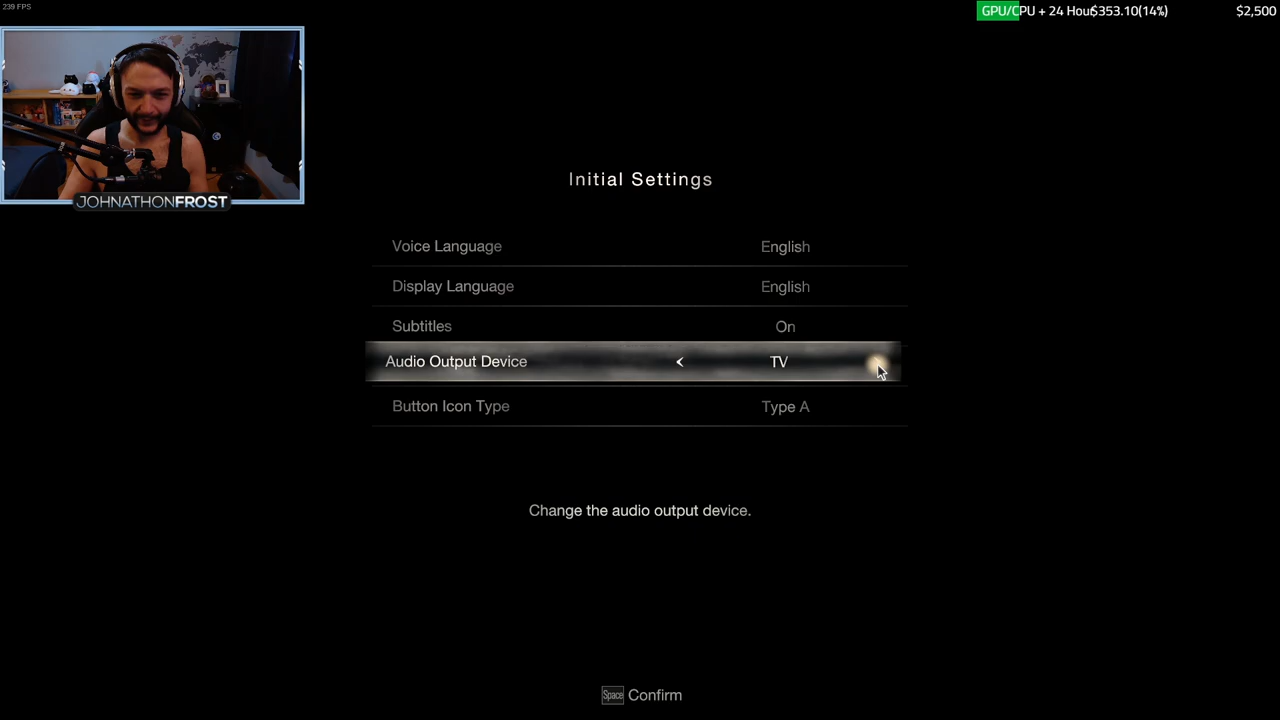 239 FPS
GPU/CPU + 24 Hour $353.10(14%) $2,500
JOHNATHONFROST
Initial Settings
Voice Language English
Display Language English
Subtitles On
Audio Output Device < TV
Button Icon Type Type A
Change the audio output device.
Space Confirm